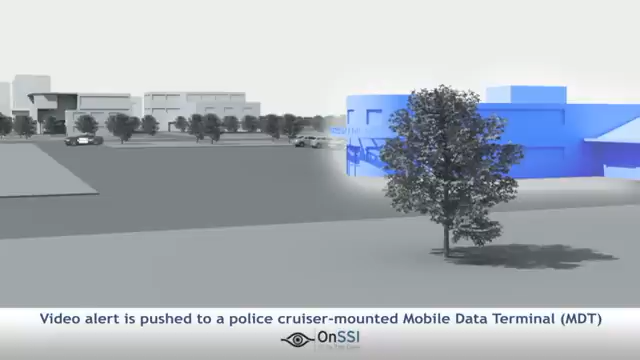 Video alert is pushed to a police cruiser-mounted Mobile Data Terminal (MDT)
OnSSI